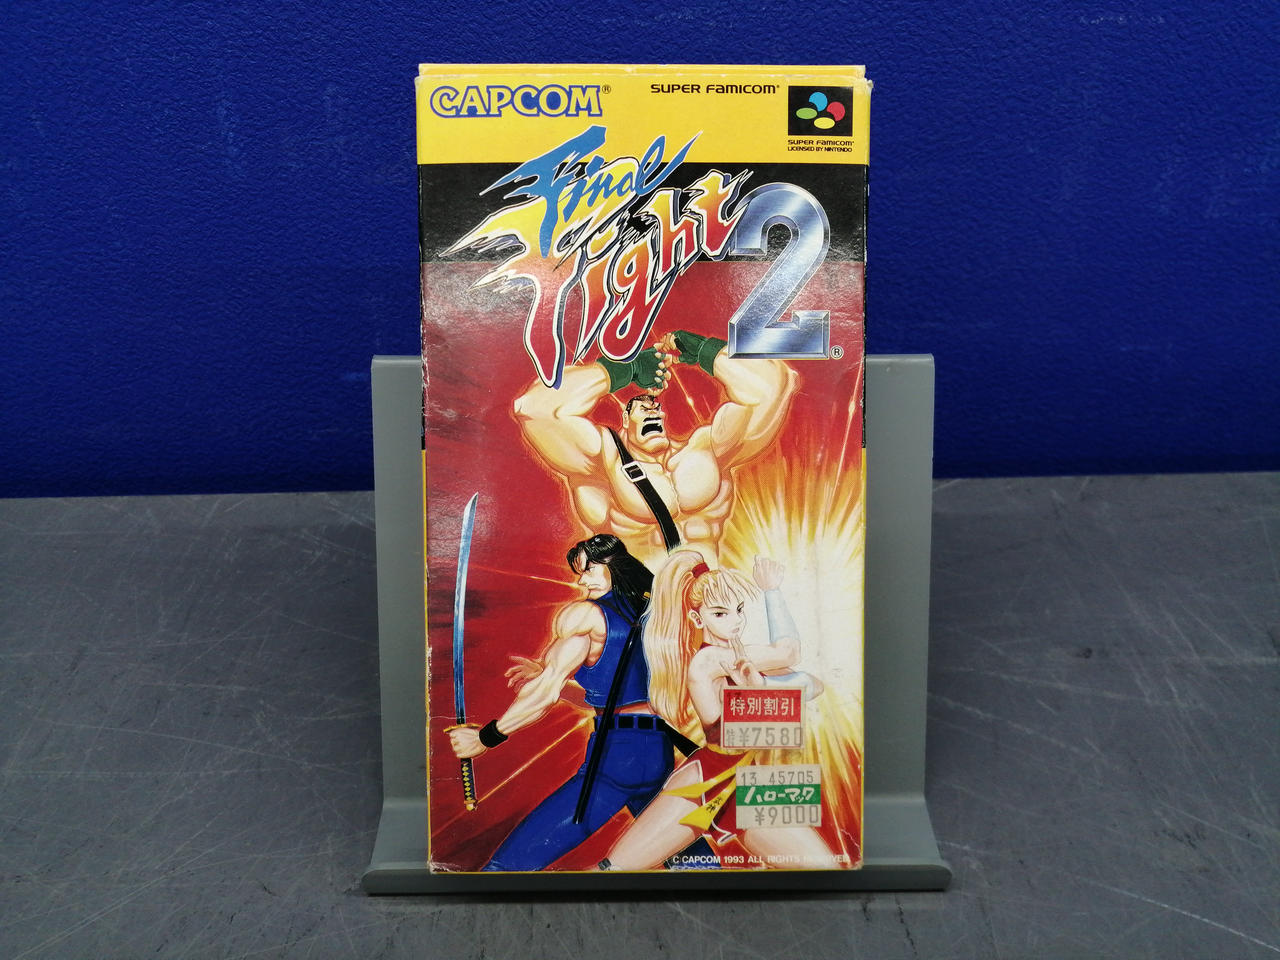 CAPCOM®
SUPER FAMICOM®
SUPER FAMICOM®
LICENSED BY NINTENDO
Final
Fight 2®
特別割引
¥7580
13 45705
ハローマック
¥9000
© CAPCOM 1993 ALL RIGHTS RESERVED.